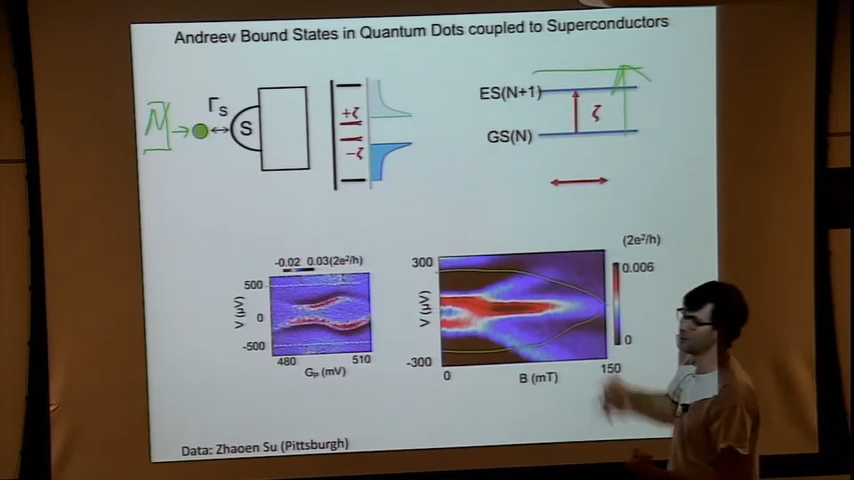 Andreev Bound States in Quantum Dots coupled to Superconductors
N
Γ_S
S
+ζ
-ζ
ES(N+1)
GS(N)
ζ
-0.02 0.03(2e²/h)
500
0
-500
V (μV)
480
510
G_P (mV)
300
-300
V (μV)
0
150
B (mT)
(2e²/h)
0.006
0
Data: Zhaoen Su (Pittsburgh)